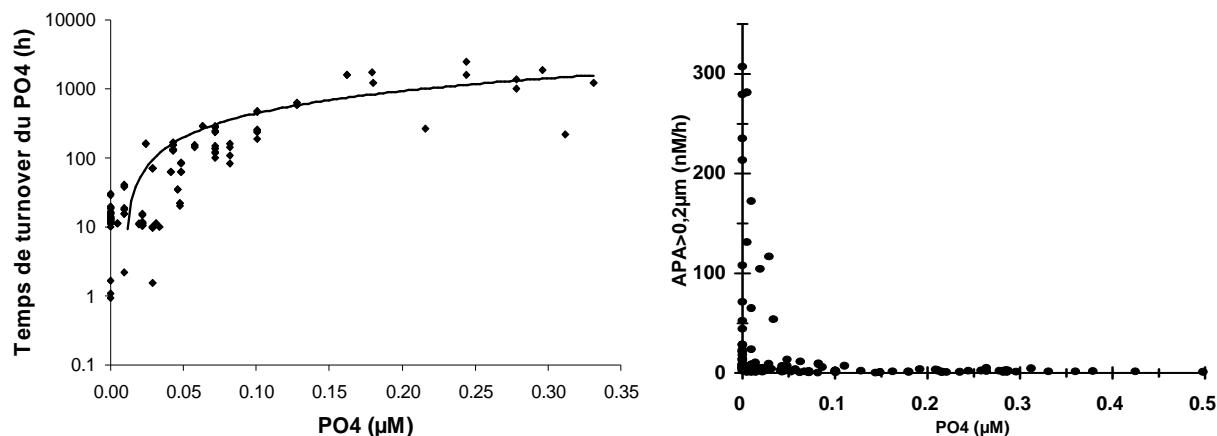 Temps de turnover du PO4 (h)
10000
1000
100
10
1
0.1
0.00 0.05 0.10 0.15 0.20 0.25 0.30 0.35
PO4 (µM)
APA>0,2µm (nM/h)
300
200
100
0
0 0.1 0.2 0.3 0.4 0.5
PO4 (µM)